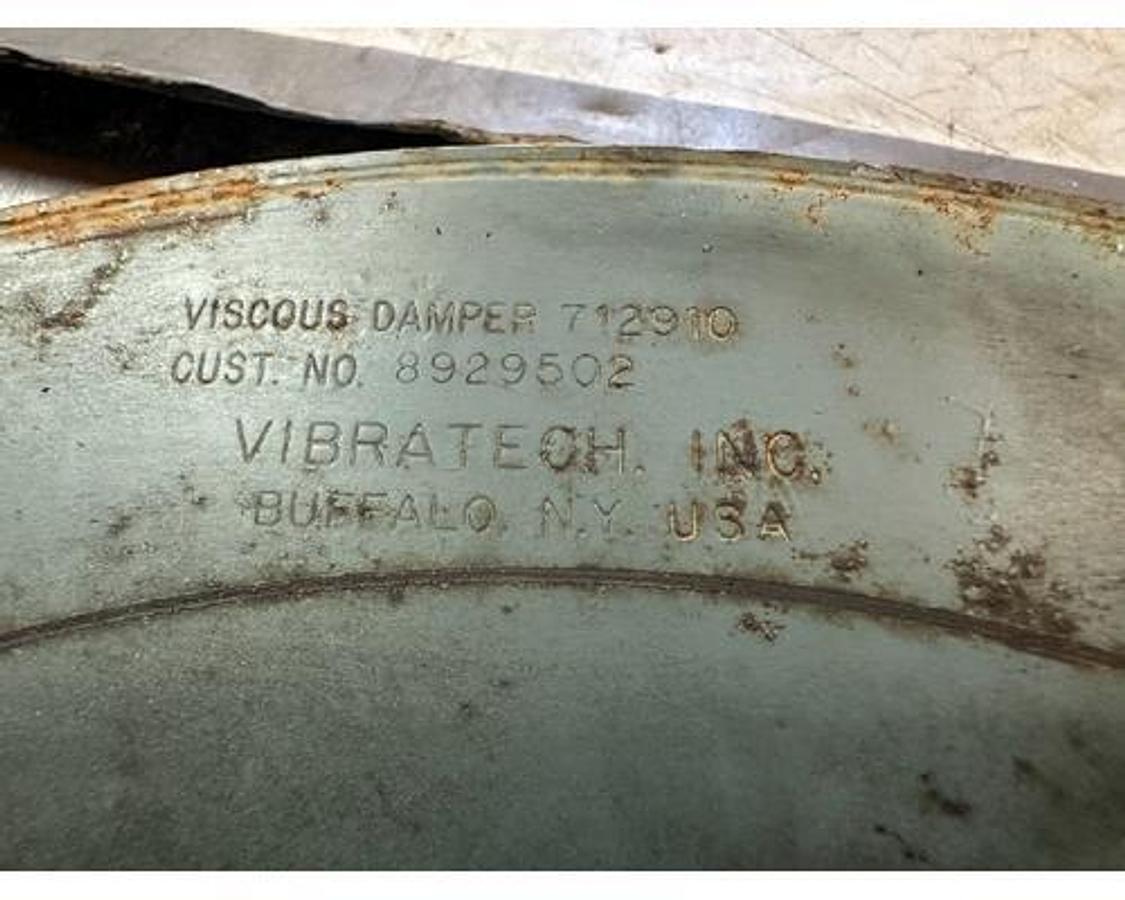 VISCOUS DAMPER 712910
CUST. NO. 8929502
VIBRATECH. INC.
BUFFALO. N.Y. USA